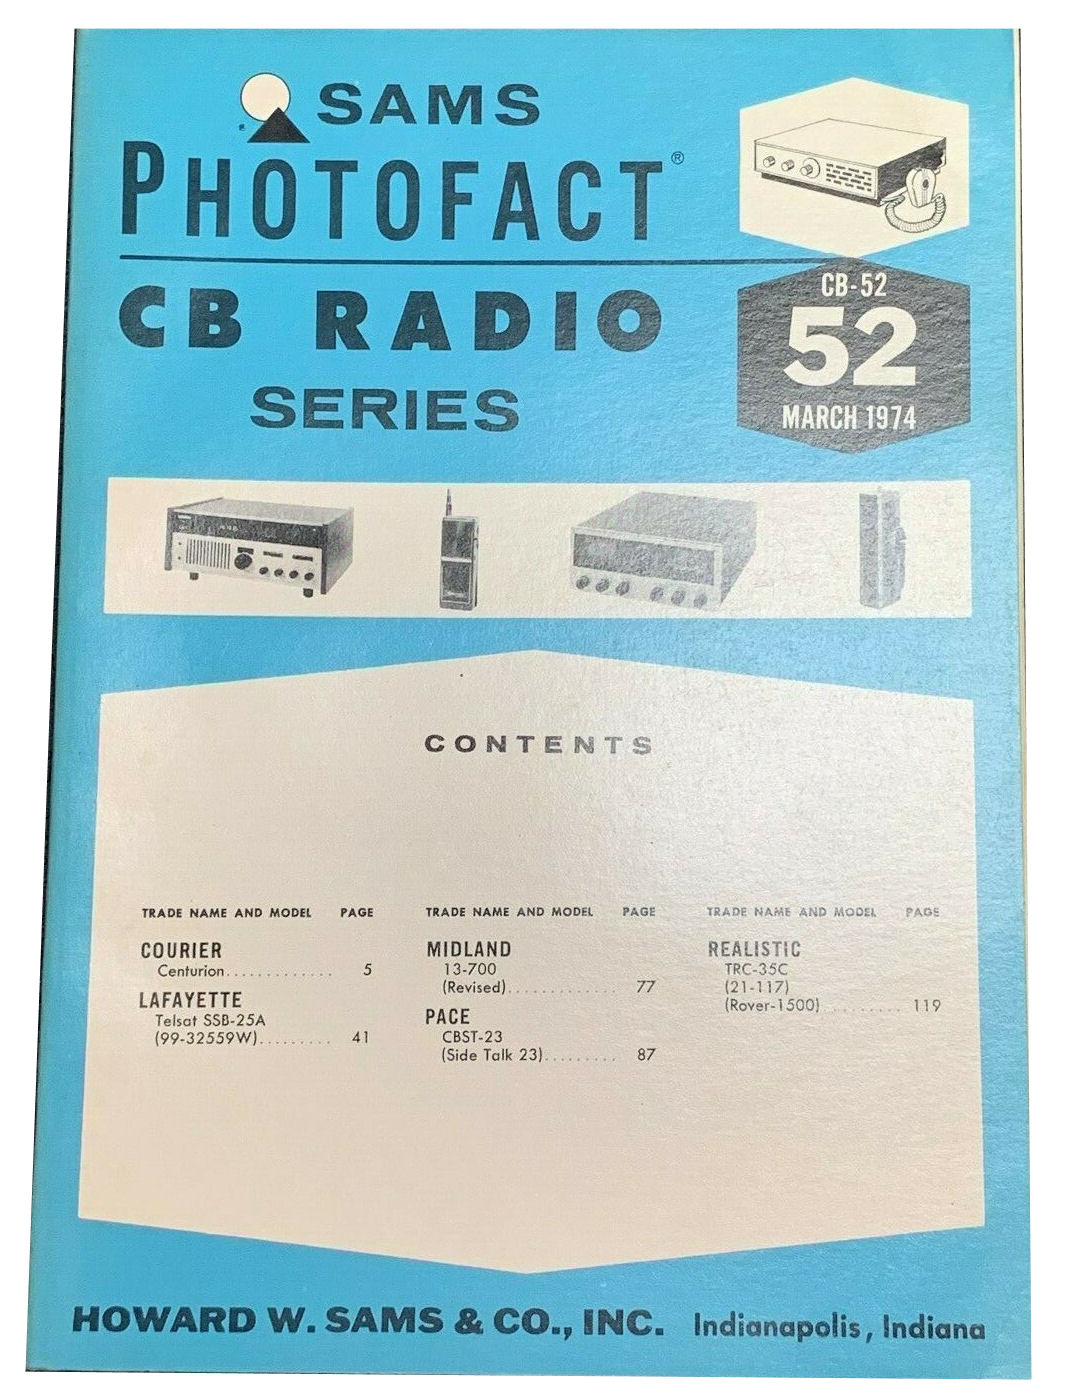 SAMS
PHOTOFACT®
CB RADIO
SERIES
CB-52
52
MARCH 1974
CONTENTS
TRADE NAME AND MODEL PAGE
COURIER
Centurion............. 5
LAFAYETTE
Telsat SSB-25A
(99-32559W)......... 41
TRADE NAME AND MODEL PAGE
MIDLAND
13-700
(Revised)............. 77
PACE
CBST-23
(Side Talk 23)......... 87
TRADE NAME AND MODEL PAGE
REALISTIC
TRC-35C
(21-117)
(Rover-1500) ........ 119
HOWARD W. SAMS & CO., INC. Indianapolis, Indiana